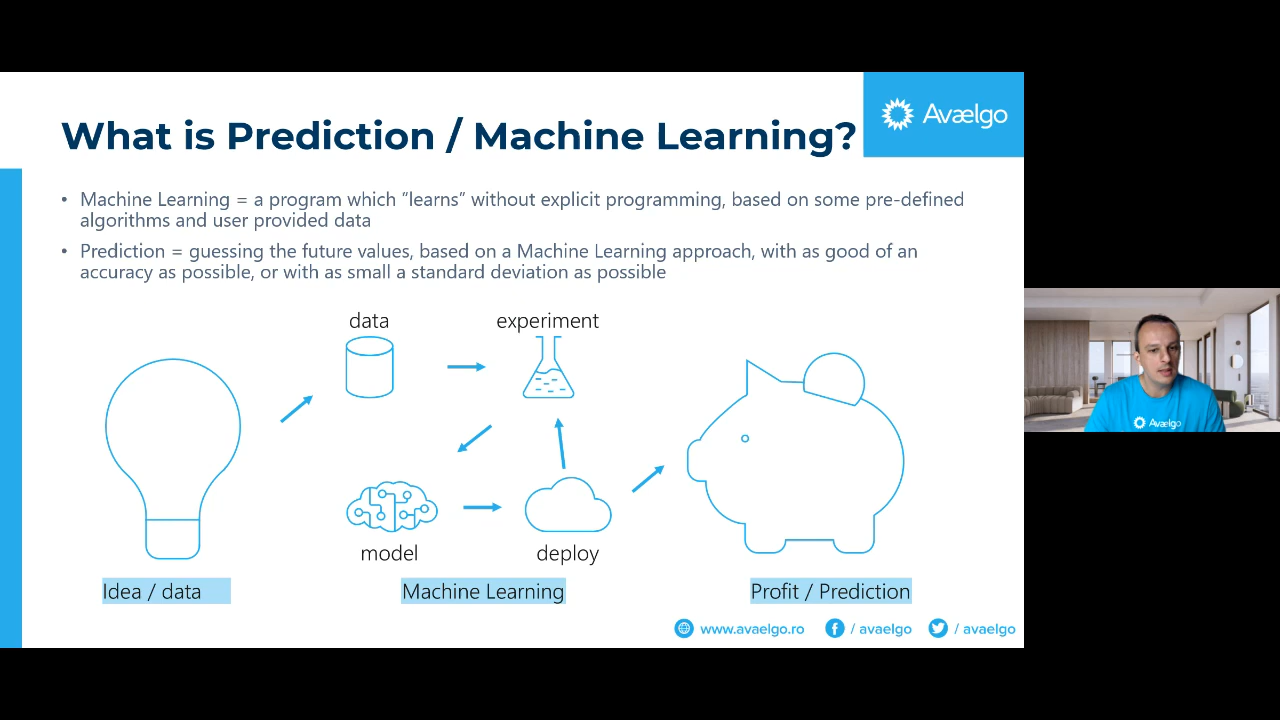 Avaelgo
What is Prediction / Machine Learning?
• Machine Learning = a program which “learns” without explicit programming, based on some pre-defined
algorithms and user provided data
• Prediction = guessing the future values, based on a Machine Learning approach, with as good of an
accuracy as possible, or with as small a standard deviation as possible
data
experiment
model
deploy
Idea / data
Machine Learning
Profit / Prediction
www.avaelgo.ro
/ avaelgo
/ avaelgo
Avaelgo